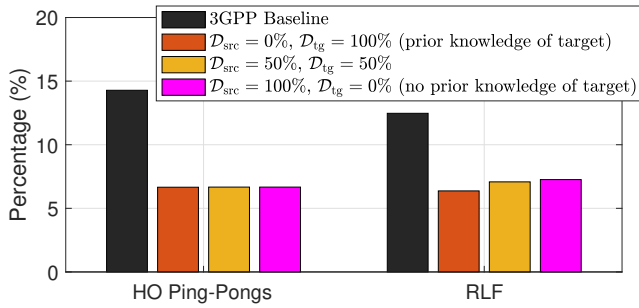 3GPP Baseline
𝒟src = 0%, 𝒟tg = 100% (prior knowledge of target)
𝒟src = 50%, 𝒟tg = 50%
𝒟src = 100%, 𝒟tg = 0% (no prior knowledge of target)
Percentage (%)
20
15
10
5
0
HO Ping-Pongs
RLF